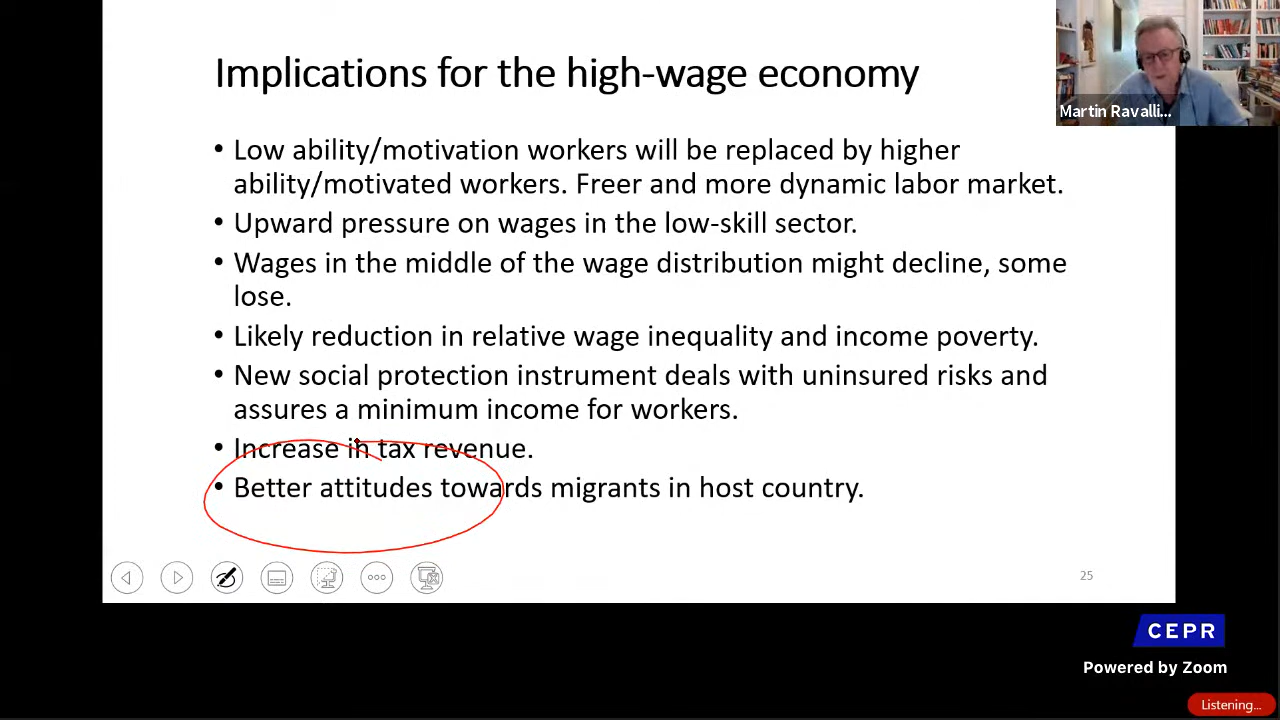 Implications for the high-wage economy
Martin Ravalli...
• Low ability/motivation workers will be replaced by higher
ability/motivated workers. Freer and more dynamic labor market.
• Upward pressure on wages in the low-skill sector.
• Wages in the middle of the wage distribution might decline, some
lose.
• Likely reduction in relative wage inequality and income poverty.
• New social protection instrument deals with uninsured risks and
assures a minimum income for workers.
• Increase in tax revenue.
• Better attitudes towards migrants in host country.
25
CEPR
Powered by Zoom
Listening...